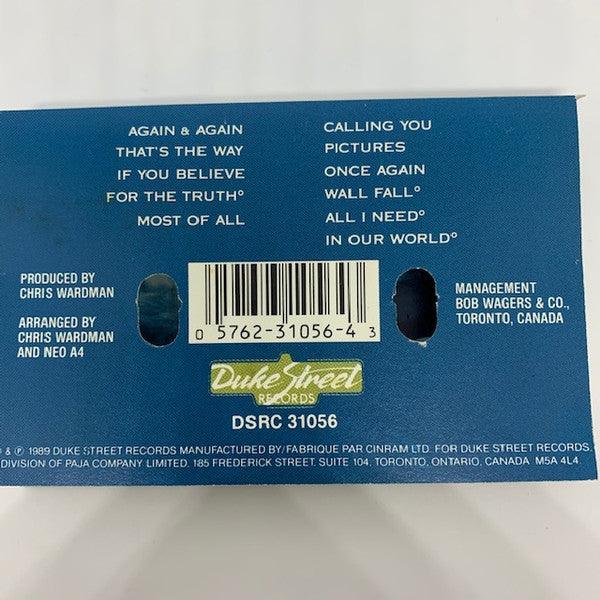 AGAIN & AGAIN
THAT'S THE WAY
IF YOU BELIEVE
FOR THE TRUTH°
MOST OF ALL
CALLING YOU
PICTURES
ONCE AGAIN
WALL FALL°
ALL I NEED°
IN OUR WORLD°
PRODUCED BY
CHRIS WARDMAN
ARRANGED BY
CHRIS WARDMAN
AND NEO A4
0 5762-31056-4 3
MANAGEMENT
BOB WAGERS & CO.,
TORONTO, CANADA
Duke Street
RECORDS
DSRC 31056
& ℗ 1989 DUKE STREET RECORDS MANUFACTURED BY/FABRIQUE PAR CINRAM LTD. FOR DUKE STREET RECORDS.
DIVISION OF PAJA COMPANY LIMITED. 185 FREDERICK STREET. SUITE 104. TORONTO, ONTARIO, CANADA M5A 4L4